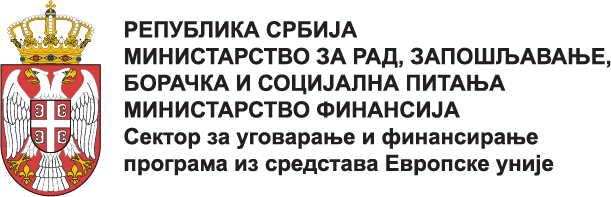 РЕПУБЛИКА СРБИЈА
МИНИСТАРСТВО ЗА РАД, ЗАПОШЉАВАЊЕ,
БОРАЧКА И СОЦИЈАЛНА ПИТАЊА
МИНИСТАРСТВО ФИНАНСИЈА
Сектор за уговарање и финансирање
програма из средстава Европске уније